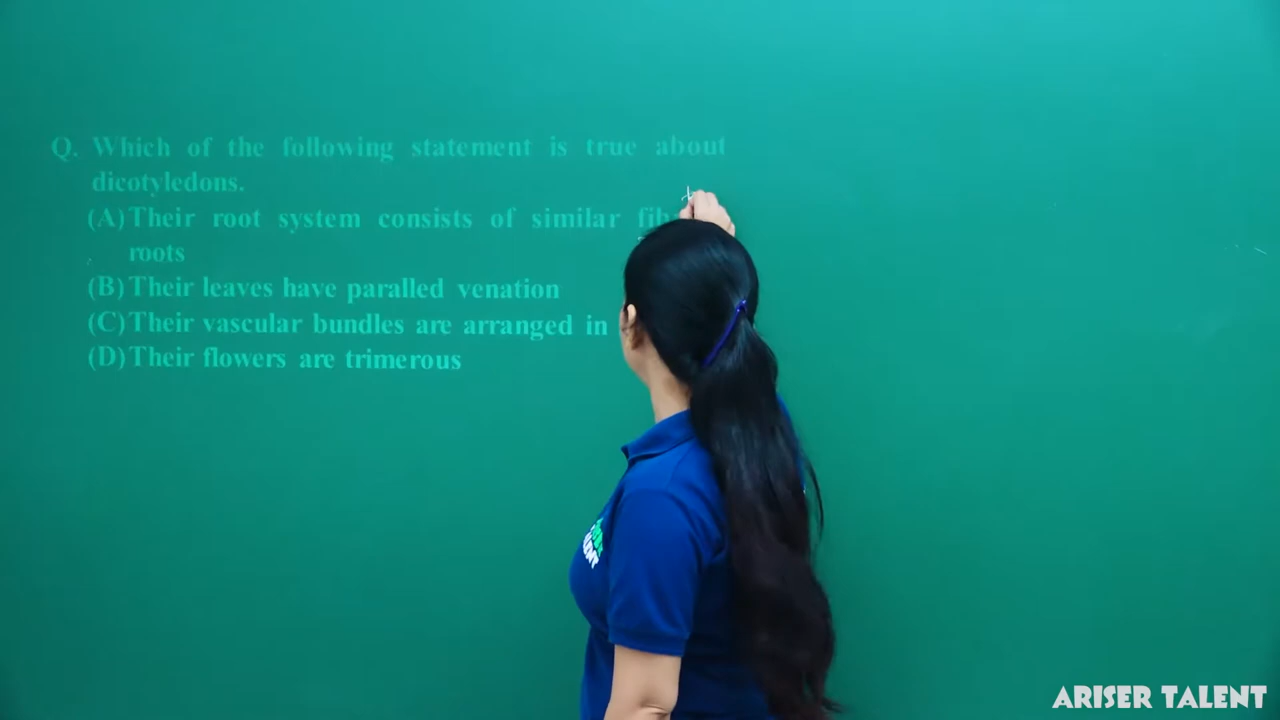 Q. Which of the following statement is true about
dicotyledons.
(A) Their root system consists of similar
roots
(B) Their leaves have paralled venation
(C) Their vascular bundles are arranged in
(D) Their flowers are trimerous
ARISER TALENT